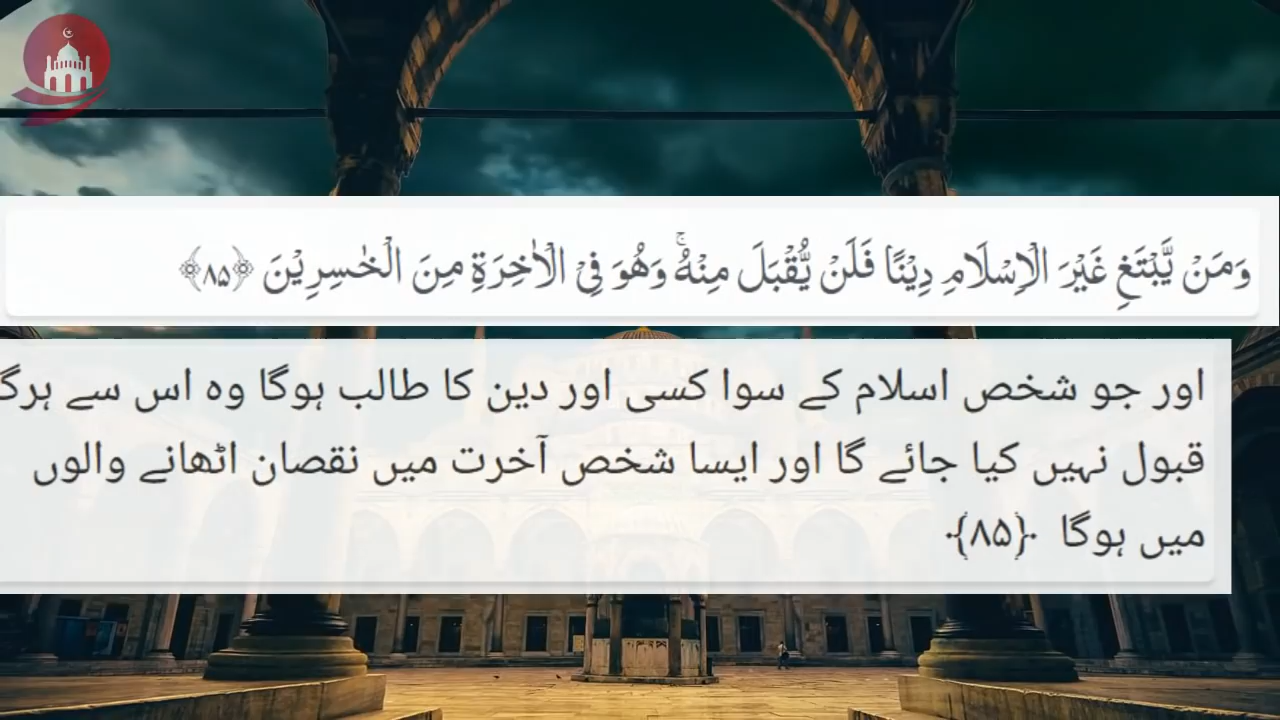 وَمَنْ يَّبْتَغِ غَيْرَ الْاِسْلَامِ دِيْنًا فَلَنْ يُّقْبَلَ مِنْهُ ۚ وَهُوَ فِي الْاٰخِرَةِ مِنَ الْخٰسِرِيْنَ ﴿۸۵﴾
اور جو شخص اسلام کے سوا کسی اور دین کا طالب ہوگا وہ اس سے ہرگ
قبول نہیں کیا جائے گا اور ایسا شخص آخرت میں نقصان اٹھانے والوں
میں ہوگا ﴿۸۵﴾